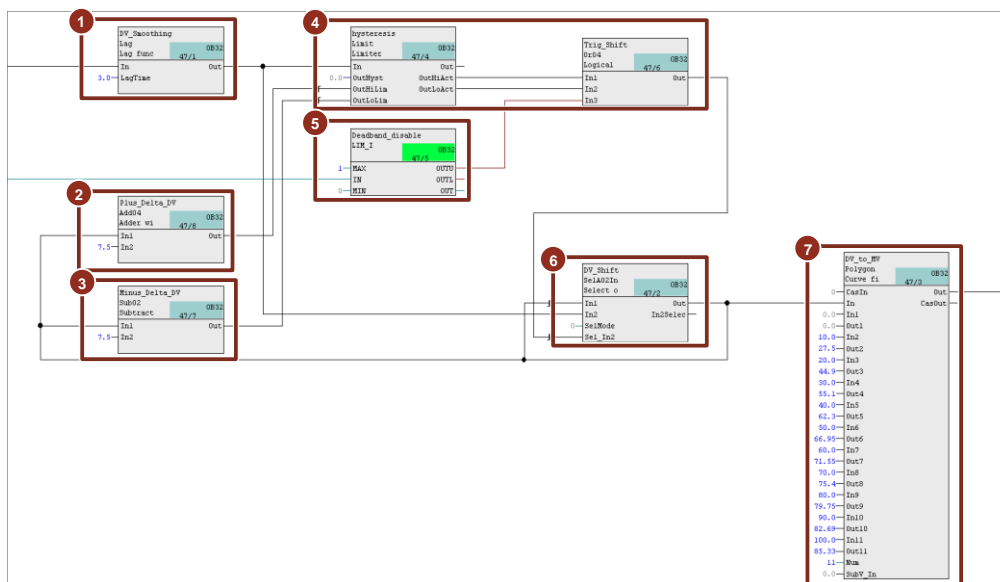 1
DV_Smoothing
Lag
Lag func
OB32
47/1
In
Out
3.0
LagTime
4
hysteresis
Limit
Limiter
OB32
47/4
In
Out
0.0
OutHyst
OutHiAct
OutHiLim
OutLoAct
OutLoLim
Trig_Shift
Or04
Logical
OB32
47/6
In1
Out
In2
In3
5
Deadband_disable
LIM_I
OB32
47/5
1
MAX
OUTU
IN
OUTL
0
MIN
OUT
2
Plus_Delta_DV
Add04
Adder wi
OB32
47/8
In1
Out
7.5
In2
3
Minus_Delta_DV
Sub02
Subtract
OB32
47/7
In1
Out
7.5
In2
6
DV_Shift
SelA02In
Select o
OB32
47/2
In1
Out
In2
In2Selec
0
SelMode
Sel_In2
7
DV_to_MV
Polygon
Curve fi
OB32
47/3
0
CasIn
Out
In
CasOut
0.0
In1
0.0
Out1
10.0
In2
27.5
Out2
20.0
In3
44.9
Out3
30.0
In4
55.1
Out4
40.0
In5
62.3
Out5
50.0
In6
66.95
Out6
60.0
In7
71.55
Out7
70.0
In8
75.4
Out8
80.0
In9
79.75
Out9
90.0
In10
82.69
Out10
100.0
In11
85.33
Out11
11
Num
0.0
SubV_In